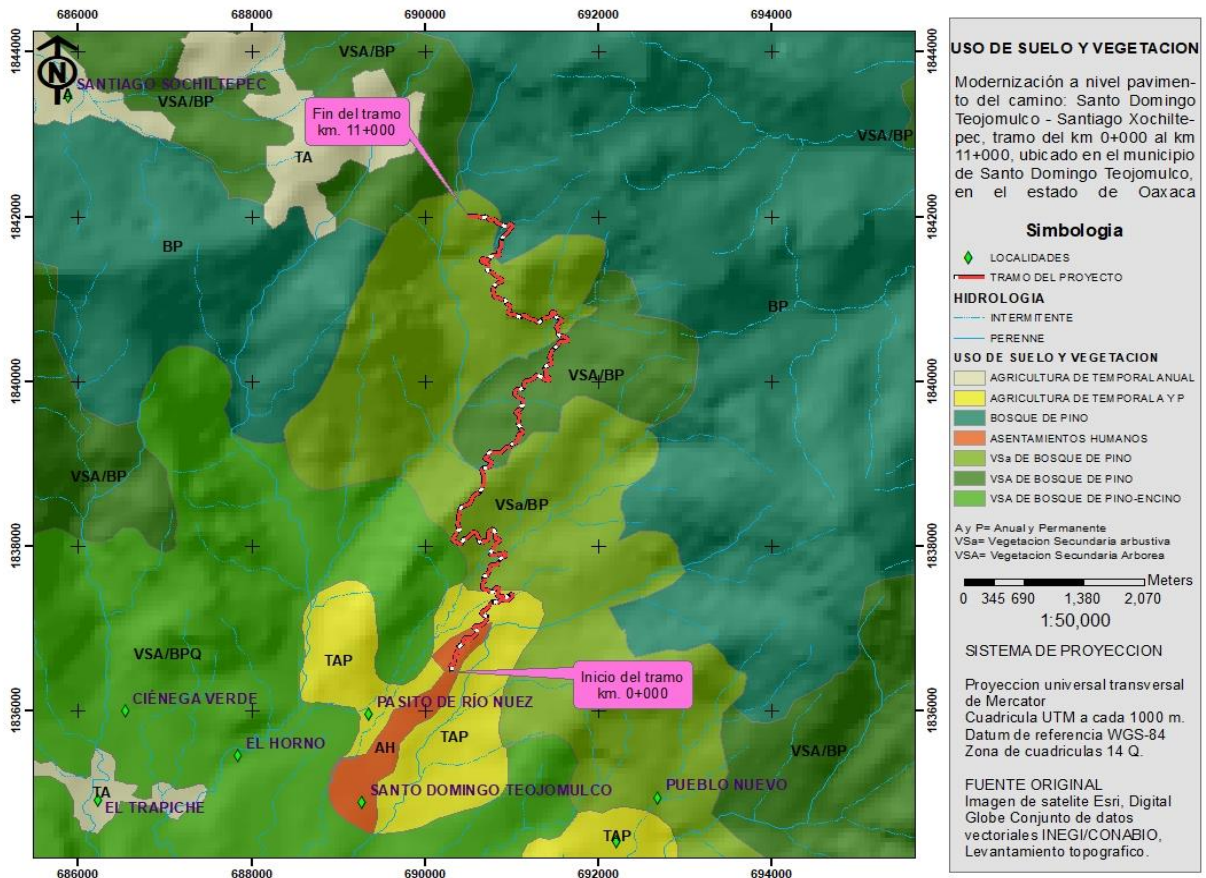 686000 688000 690000 692000 694000
1844000 1844000
1842000 1842000
1840000 1840000
1838000 1838000
1836000 1836000
N
VSA/BP
SANTIAGO SOCHILTEPEC
VSA/BP
A
Fin del tramo
km. 11+000
TA
VSA/BP
BP
BP
VSA/BP
VSA/BP
VSa/BP
VSA/BPQ
TAP
CIÉNEGA VERDE
PASITO DE RÍO NUEZ
Inicio del tramo
km. 0+000
EL HORNO
AH
TAP
VSA/BP
TA
EL TRAPICHE
SANTO DOMINGO TEOJOMULCO
PUEBLO NUEVO
TAP
686000 688000 690000 692000 694000
USO DE SUELO Y VEGETACION
Modernización a nivel pavimen-
to del camino: Santo Domingo
Teojomulco - Santiago Xochilte-
pec, tramo del km 0+000 al km
11+000, ubicado en el municipio
de Santo Domingo Teojomulco,
en el estado de Oaxaca
Simbologia
LOCALIDADES
TRAMO DEL PROYECTO
HIDROLOGIA
INTERMITENTE
PERENNE
USO DE SUELO Y VEGETACION
AGRICULTURA DE TEMPORAL ANUAL
AGRICULTURA DE TEMPORAL A Y P
BOSQUE DE PINO
ASENTAMIENTOS HUMANOS
VSa DE BOSQUE DE PINO
VSA DE BOSQUE DE PINO
VSA DE BOSQUE DE PINO-ENCINO
A y P= Anual y Permanente
VSa= Vegetacion Secundaria arbustiva
VSA= Vegetacion Secundaria Arborea
Meters
0 345 690 1,380 2,070
1:50,000
SISTEMA DE PROYECCION
Proyeccion universal transversal
de Mercator
Cuadricula UTM a cada 1000 m.
Datum de referencia WGS-84
Zona de cuadriculas 14 Q.
FUENTE ORIGINAL
Imagen de satelite Esri, Digital
Globe Conjunto de datos
vectoriales INEGI/CONABIO,
Levantamiento topografico.